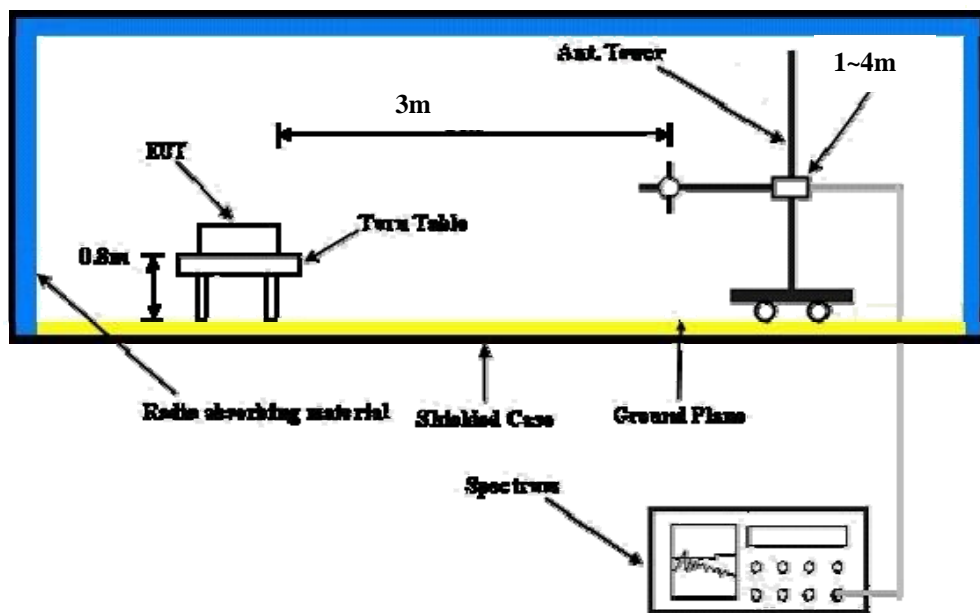 Ant. Tower
1~4m
3m
EUT
Turn Table
0.8m
Radio absorbing material
Shielded Case
Ground Plane
Spectrum